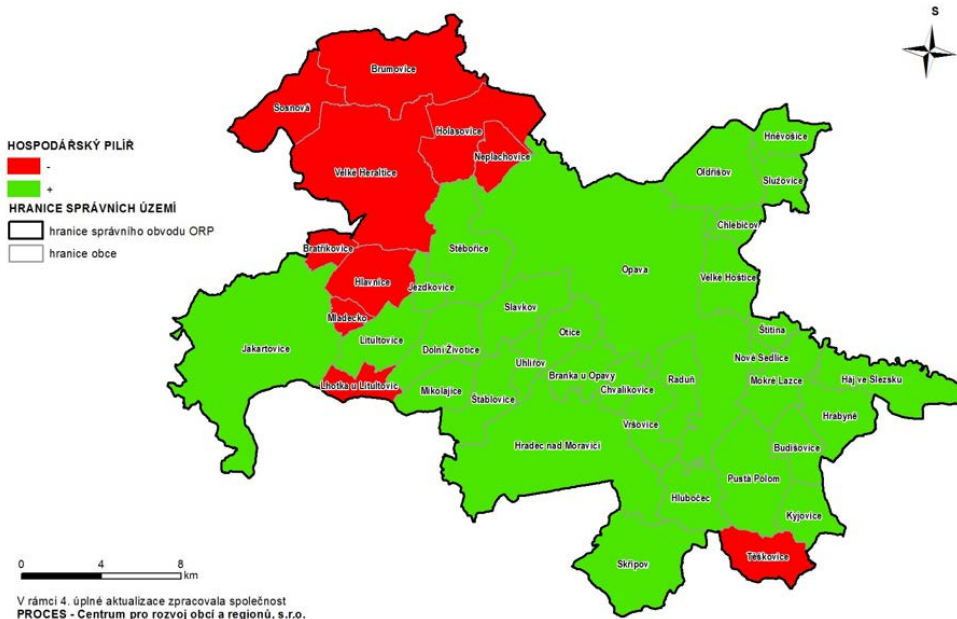 S
Brumovice
Sosnová
Holasovice
Neplachovice
Hněvošice
Oldřišov
Služovice
HOSPODÁŘSKÝ PILÍŘ
-
+
Velké Heraltice
HRANICE SPRÁVNÍCH ÚZEMÍ
hranice správního obvodu ORP
hranice obce
Chlebičov
Bratříkovice
Stěbořice
Opava
Velké Hoštice
Hlavnice
Jezdkovice
Slavkov
Mladecko
Litultovice
Otice
Štítina
Jakartovice
Dolní Životice
Uhlířov
Nové Sedlice
Lhotka u Litultovic
Mikolajice
Štáblovice
Branka u Opavy
Chvalíkovice
Raduň
Mokré Lazce
Háj ve Slezsku
Hrabyně
Vršovice
Hradec nad Moravicí
Budišovice
Pustá Polom
Hlubočec
Kyjovice
Skřipov
Těškovice
0 4 8
km
V rámci 4. úplné aktualizace zpracovala společnost
PROCES - Centrum pro rozvoj obcí a regionů, s.r.o.